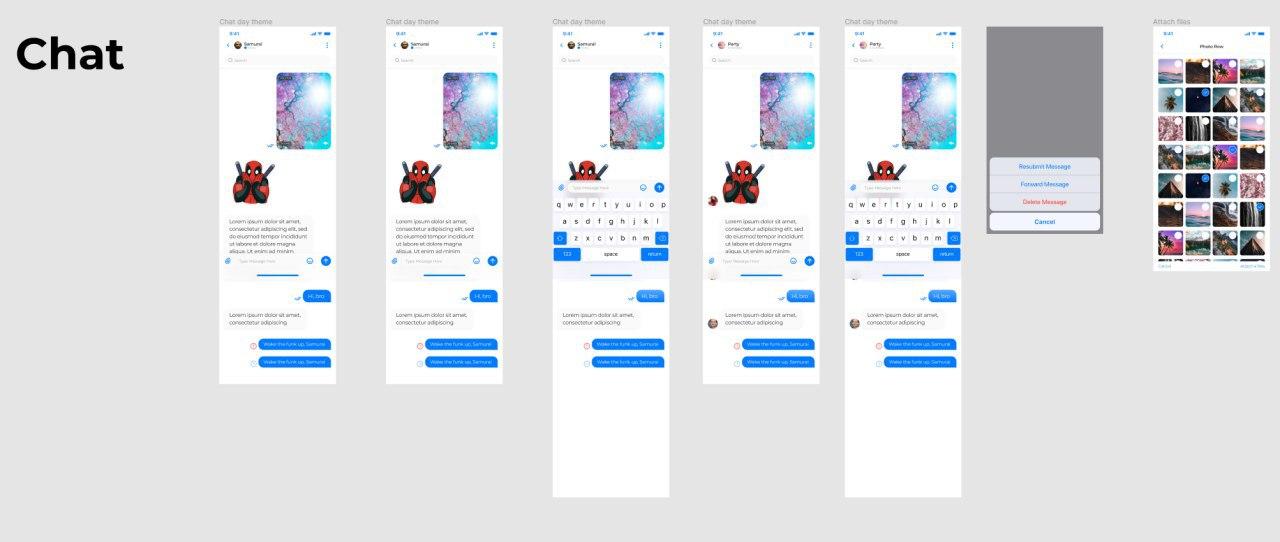 Chat
Chat day theme
9:41
Samurai
Search
Lorem ipsum dolor sit amet,
consectetur adipiscing elit, sed
do eiusmod tempor incididunt
ut labore et dolore magna
aliqua. Ut enim ad minim
Type Message Here
Hi, bro
Lorem ipsum dolor sit amet,
consectetur adipiscing
Wake the funk up, Samurai
Wake the funk up, Samurai
Chat day theme
9:41
Samurai
Search
Lorem ipsum dolor sit amet,
consectetur adipiscing elit, sed
do eiusmod tempor incididunt
ut labore et dolore magna
aliqua. Ut enim ad minim
Type Message Here
Hi, bro
Lorem ipsum dolor sit amet,
consectetur adipiscing
Wake the funk up, Samurai
Wake the funk up, Samurai
Chat day theme
9:41
Samurai
Search
Type Message Here
q w e r t y u i o p
a s d f g h j k l
z x c v b n m
123 space return
Hi, bro
Lorem ipsum dolor sit amet,
consectetur adipiscing
Wake the funk up, Samurai
Wake the funk up, Samurai
Chat day theme
9:41
Party
Search
Lorem ipsum dolor sit amet,
consectetur adipiscing elit, sed
do eiusmod tempor incididunt
ut labore et dolore magna
aliqua. Ut enim ad minim
Type Message Here
Hi, bro
Lorem ipsum dolor sit amet,
consectetur adipiscing
Wake the funk up, Samurai
Wake the funk up, Samurai
Chat day theme
9:41
Party
Search
Type Message Here
q w e r t y u i o p
a s d f g h j k l
z x c v b n m
123 space return
Hi, bro
Lorem ipsum dolor sit amet,
consectetur adipiscing
Wake the funk up, Samurai
Wake the funk up, Samurai
Resubmit Message
Forward Message
Delete Message
Cancel
Attach files
9:41
Photo Row